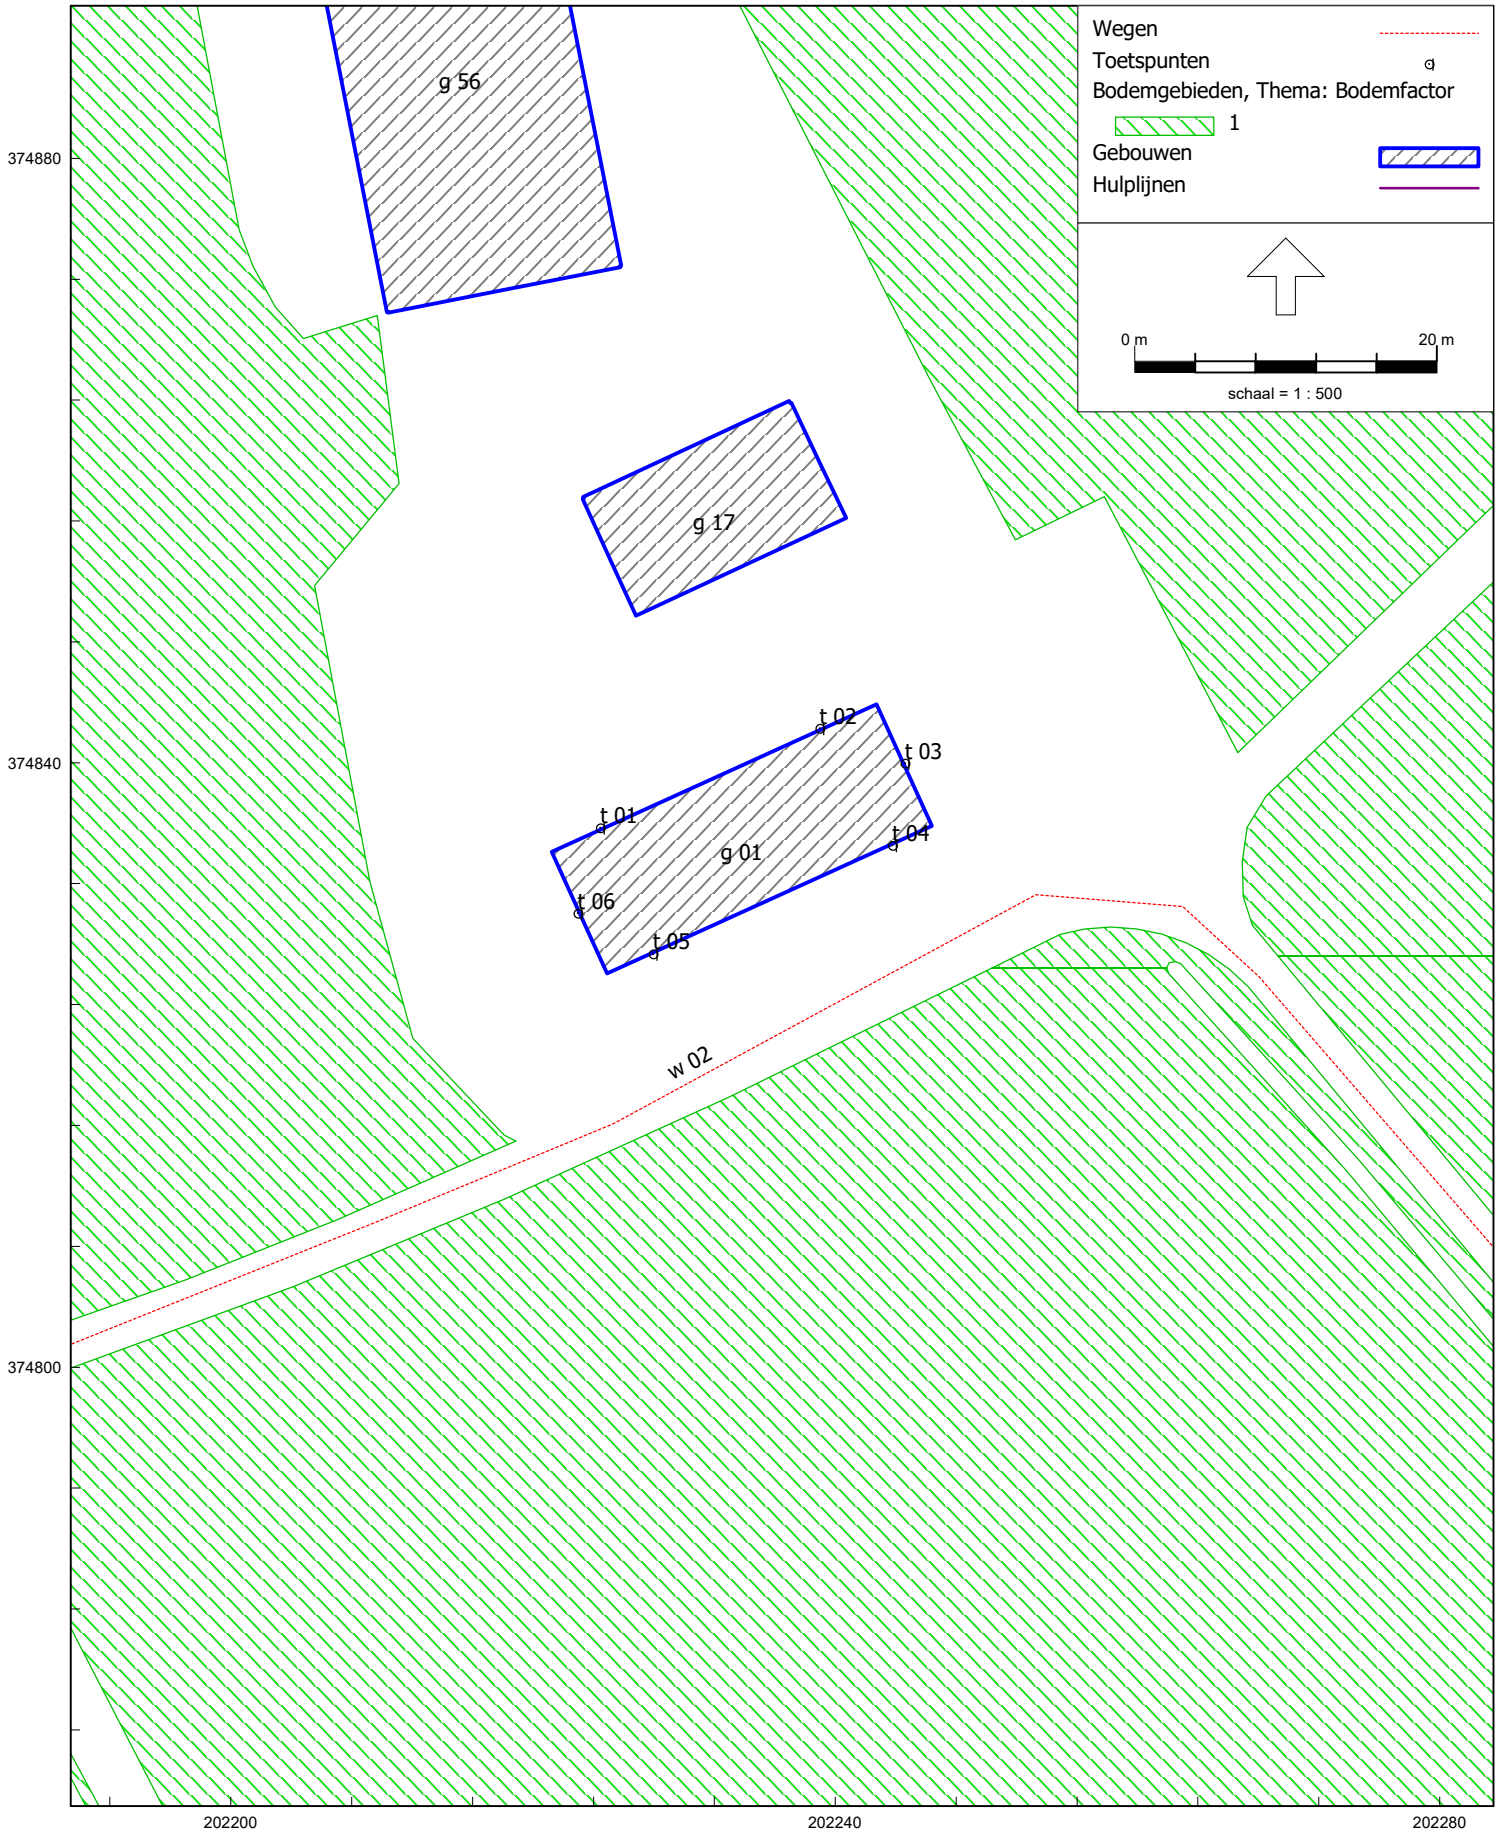 Wegen
Toetspunten
Bodemgebieden, Thema: Bodemfactor
1
Gebouwen
Hulplijnen
0 m 20 m
schaal = 1 : 500
g 56
374880
g 17
t 02
t 03
374840
t 01
t 04
g 01
t 06
t 05
w 02
374800
202200 202240 202280